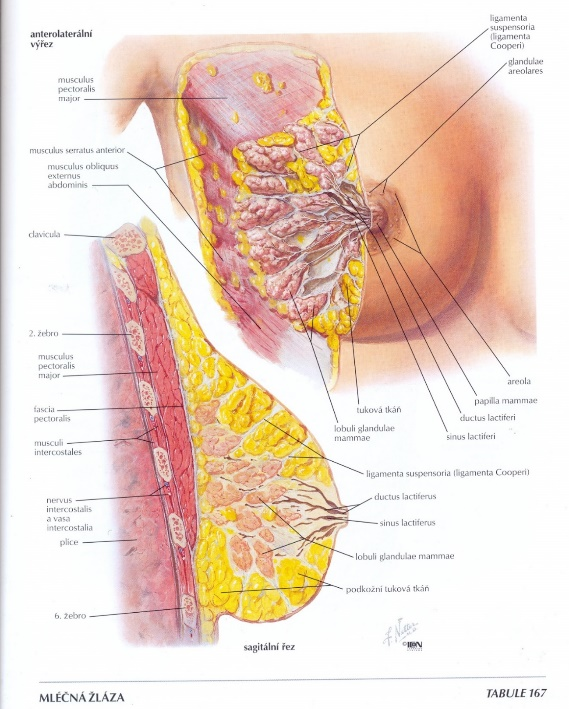 anterolaterální
výřez
ligamenta
suspensoria
(ligamenta
Cooperi)
glandulae
areolares
musculus
pectoralis
major
musculus serratus anterior
musculus obliquus
externus
abdominis
clavicula
2. žebro
musculus
pectoralis
major
fascia
pectoralis
musculi
intercostales
nervus
intercostalis
a vasa
intercostalia
plice
6. žebro
areola
papilla mammae
ductus lactiferi
sinus lactiferi
tuková tkáň
lobuli glandulae
mammae
ligamenta suspensoria (ligamenta Cooperi)
ductus lactiferus
sinus lactiferus
lobuli glandulae mammae
podkožní tuková tkáň
sagitální řez
MLÉČNÁ ŽLÁZA
TABULE 167